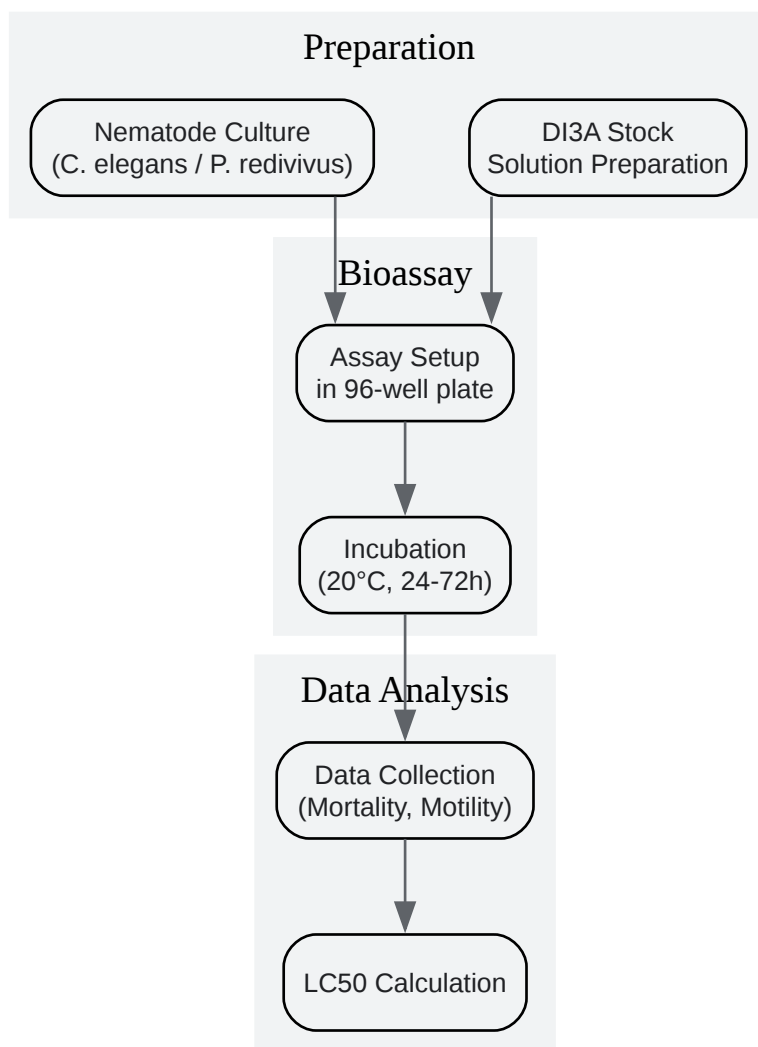 Preparation
Nematode Culture
(C. elegans / P. redivivus)
DI3A Stock
Solution Preparation
Bioassay
Assay Setup
in 96-well plate
Incubation
(20°C, 24-72h)
Data Analysis
Data Collection
(Mortality, Motility)
LC50 Calculation